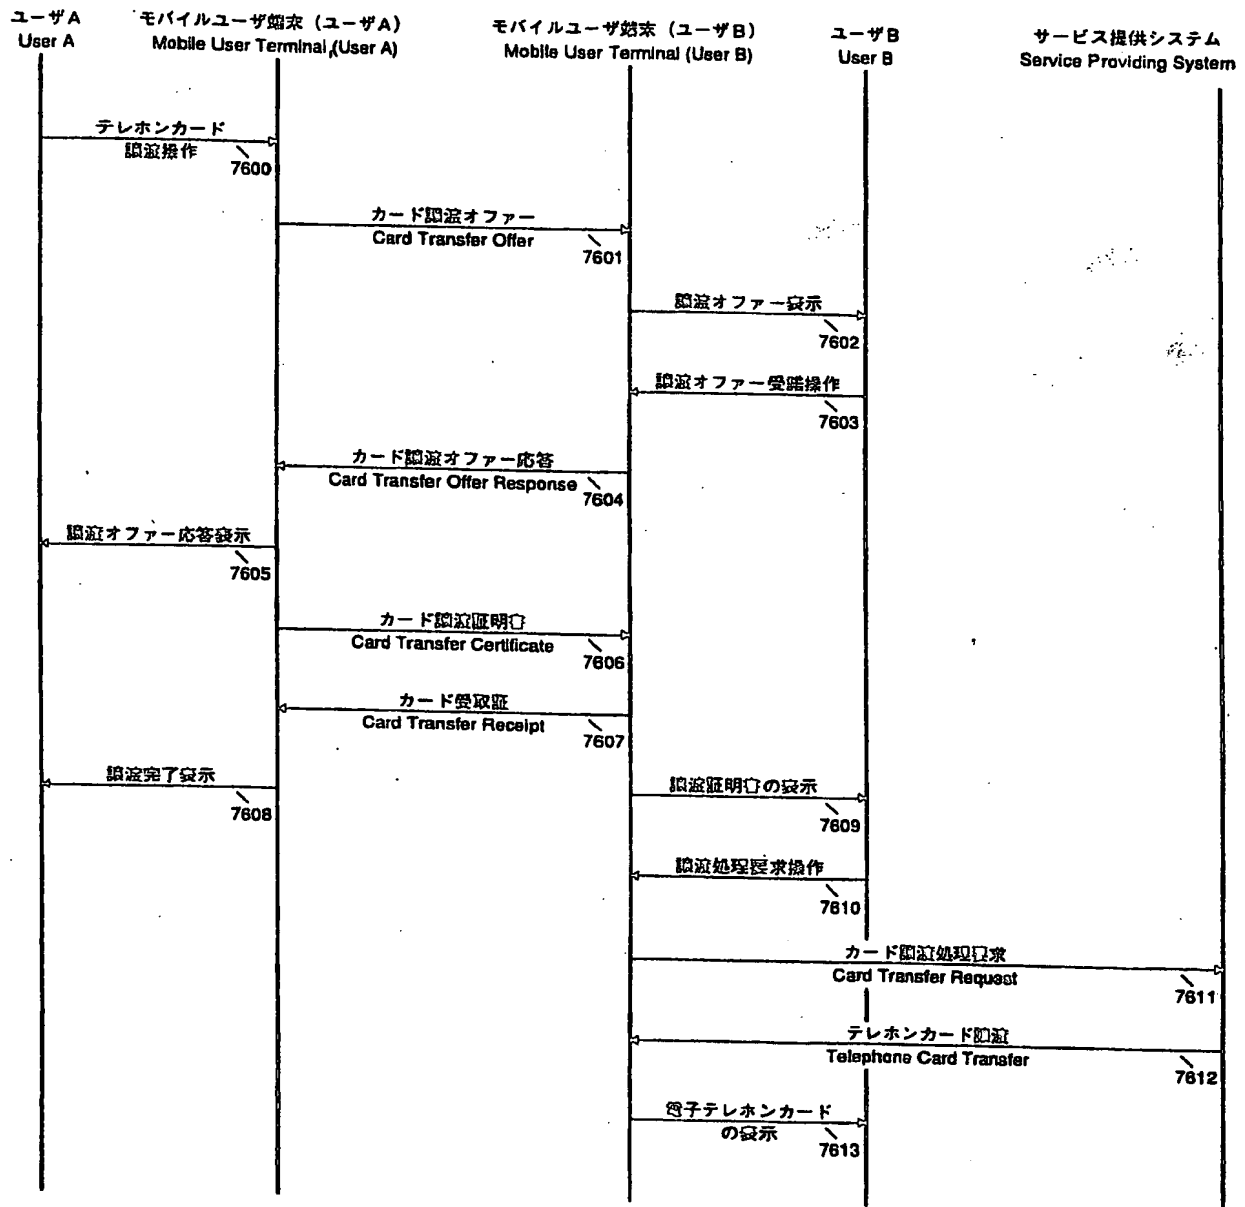 ユーザA
User A
モバイルユーザ端末（ユーザA）
Mobile User Terminal (User A)
モバイルユーザ端末（ユーザB）
Mobile User Terminal (User B)
ユーザB
User B
サービス提供システム
Service Providing System
テレホンカード
譲渡操作
7600
カード譲渡オファー
Card Transfer Offer
7601
譲渡オファー表示
7602
譲渡オファー受諾操作
7603
カード譲渡オファー応答
Card Transfer Offer Response
7604
譲渡オファー応答表示
7605
カード譲渡証明書
Card Transfer Certificate
7606
カード受取証
Card Transfer Receipt
7607
譲渡完了表示
7608
譲渡証明書の表示
7609
譲渡処理要求操作
7610
カード譲渡処理要求
Card Transfer Request
7611
テレホンカード譲渡
Telephone Card Transfer
7612
電子テレホンカード
の表示
7613